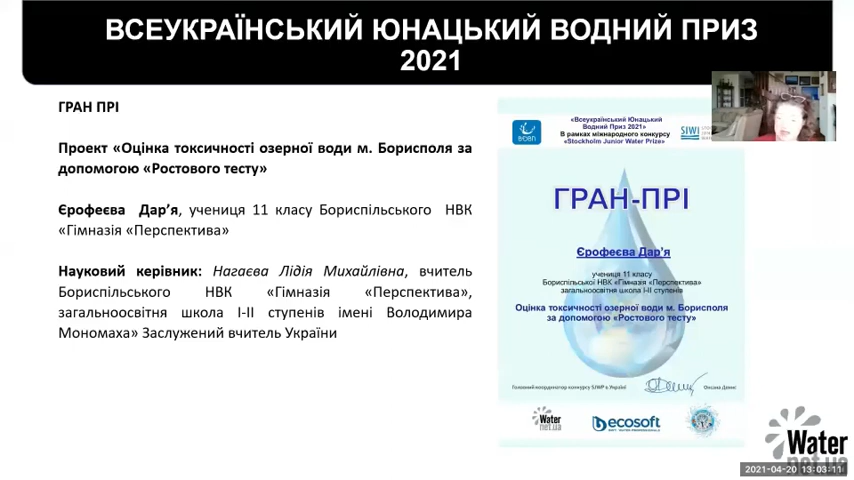 ВСЕУКРАЇНСЬКИЙ ЮНАЦЬКИЙ ВОДНИЙ ПРИЗ
2021
ГРАН ПРІ
Проект «Оцінка токсичності озерної води м. Борисполя за
допомогою «Ростового тесту»
Єрофеєва Дар’я, учениця 11 класу Бориспільського НВК
«Гімназія «Перспектива»
Науковий керівник: Нагаєва Лідія Михайлівна, вчитель
Бориспільського НВК «Гімназія «Перспектива»,
загальноосвітня школа І-ІІ ступенів імені Володимира
Мономаха» Заслужений вчитель України
«Всеукраїнський Юнацький
Водний Приз 2021»
В рамках міжнародного конкурсу
«Stockholm Junior Water Prize»
SIWI
ГРАН-ПРІ
Єрофеєва Дар’я
учениця 11 класу
Бориспільської НВК «Гімназія «Перспектива»
загальноосвітня школа І-ІІ ступенів
Оцінка токсичності озерної води м. Борисполя
за допомогою «Ростового тесту»
Головний координатор конкурсу SJWP в Україні
Water
net.ua
ecosoft
Water
net.ua
2021-04-20 13:03:11